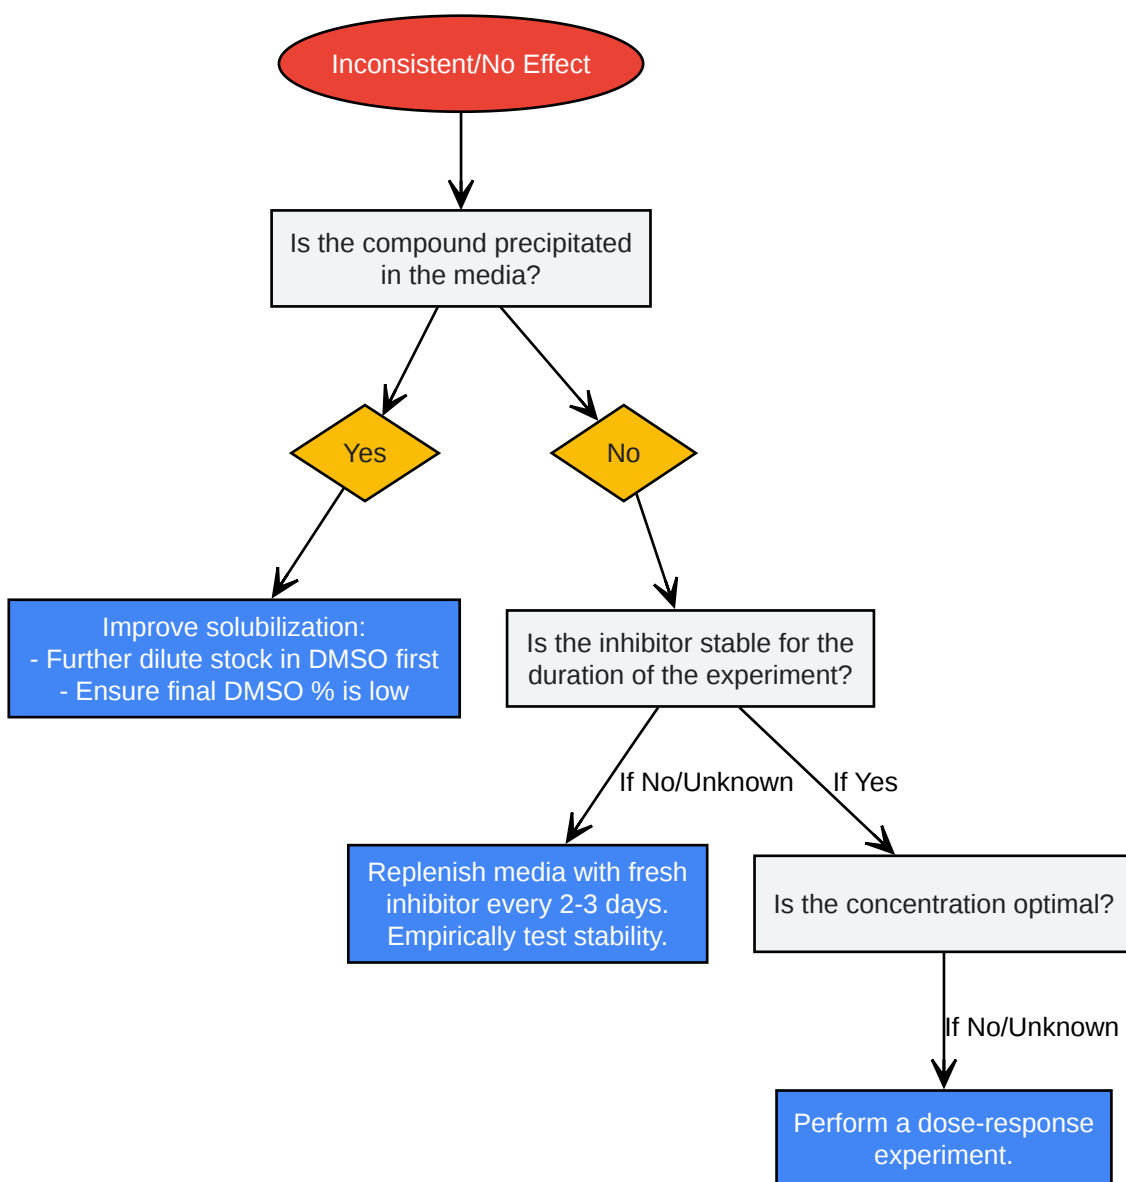 Inconsistent/No Effect
Is the compound precipitated
in the media?
Yes
No
Improve solubilization:
- Further dilute stock in DMSO first
- Ensure final DMSO % is low
Is the inhibitor stable for the
duration of the experiment?
If No/Unknown
If Yes
Replenish media with fresh
inhibitor every 2-3 days.
Empirically test stability.
Is the concentration optimal?
If No/Unknown
Perform a dose-response
experiment.